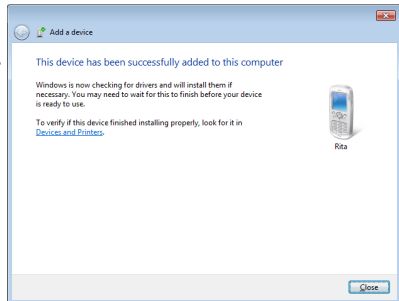 Add a device
This device has been successfully added to this computer
Windows is now checking for drivers and will install them if
necessary. You may need to wait for this to finish before your device
is ready to use.
To verify if this device finished installing properly, look for it in
Devices and Printers.
Rita
Close